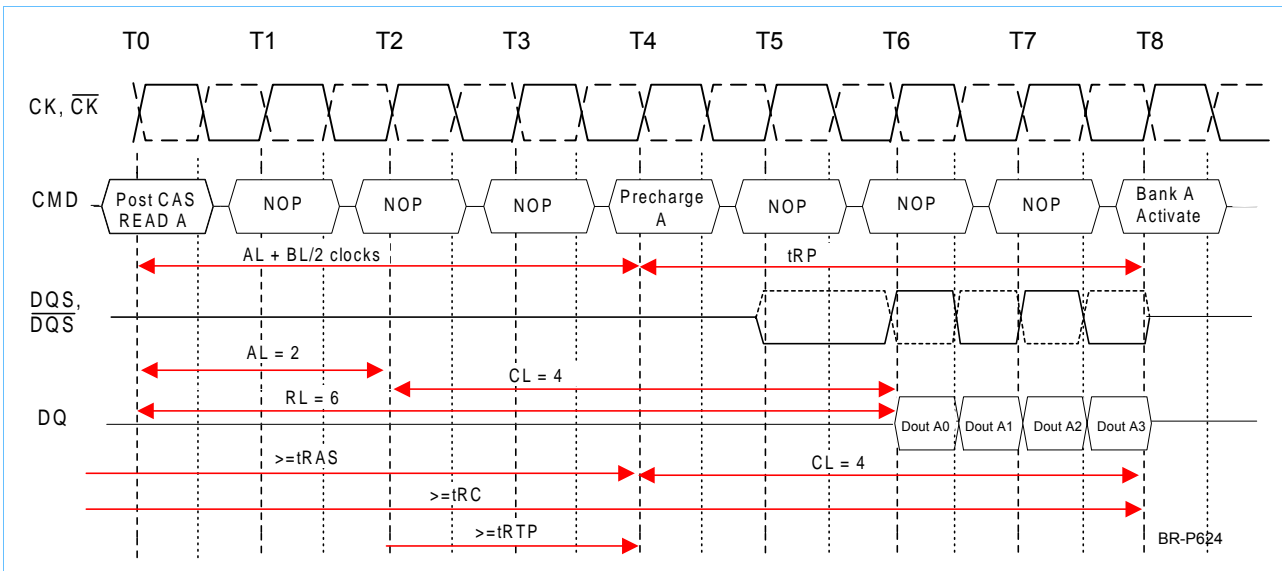 T0 T1 T2 T3 T4 T5 T6 T7 T8
CK, CK
CMD
Post CAS
READ A
NOP
NOP
NOP
Precharge
A
NOP
NOP
NOP
Bank A
Activate
AL + BL/2 clocks
tRP
DQS,
DQS
AL = 2
CL = 4
RL = 6
DQ
Dout A0
Dout A1
Dout A2
Dout A3
>=tRAS
CL = 4
>=tRC
>=tRTP
BR-P624